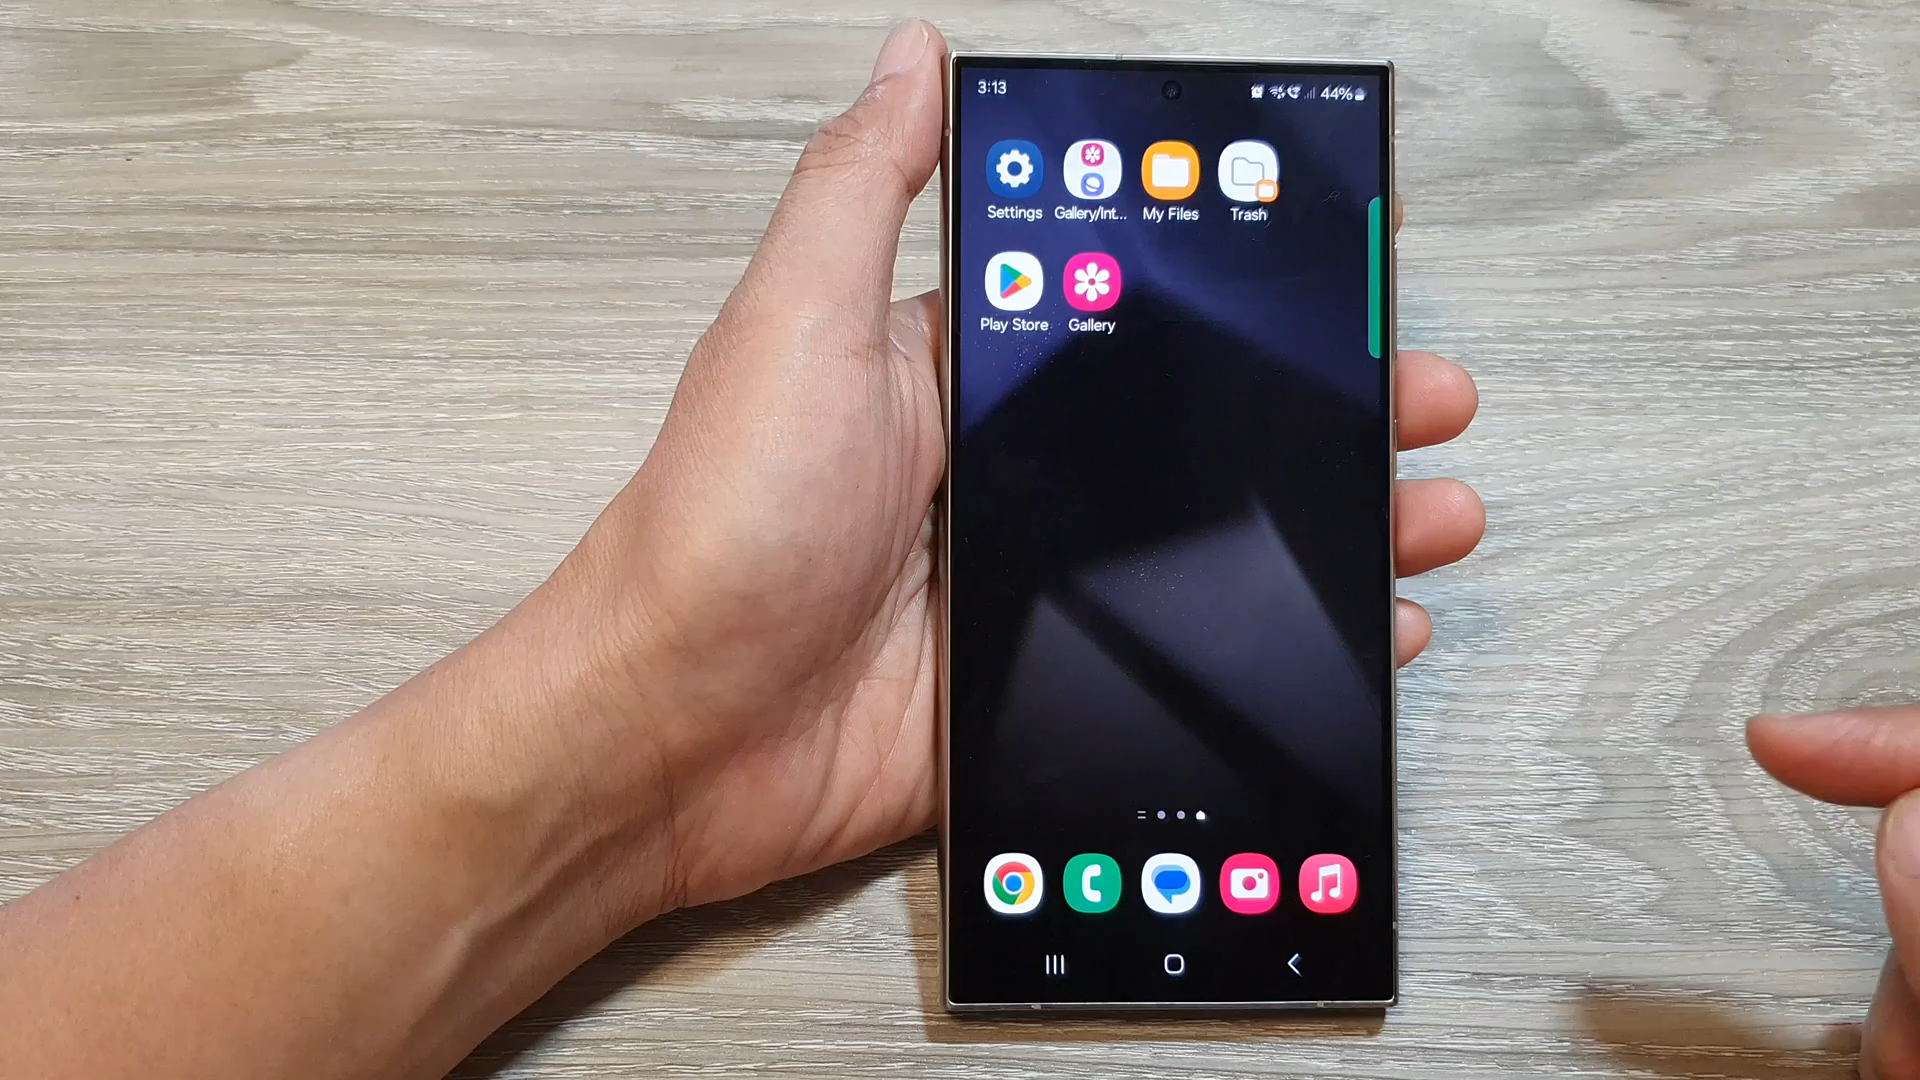 3:13
44%
Settings
Gallery/Int...
My Files
Trash
Play Store
Gallery